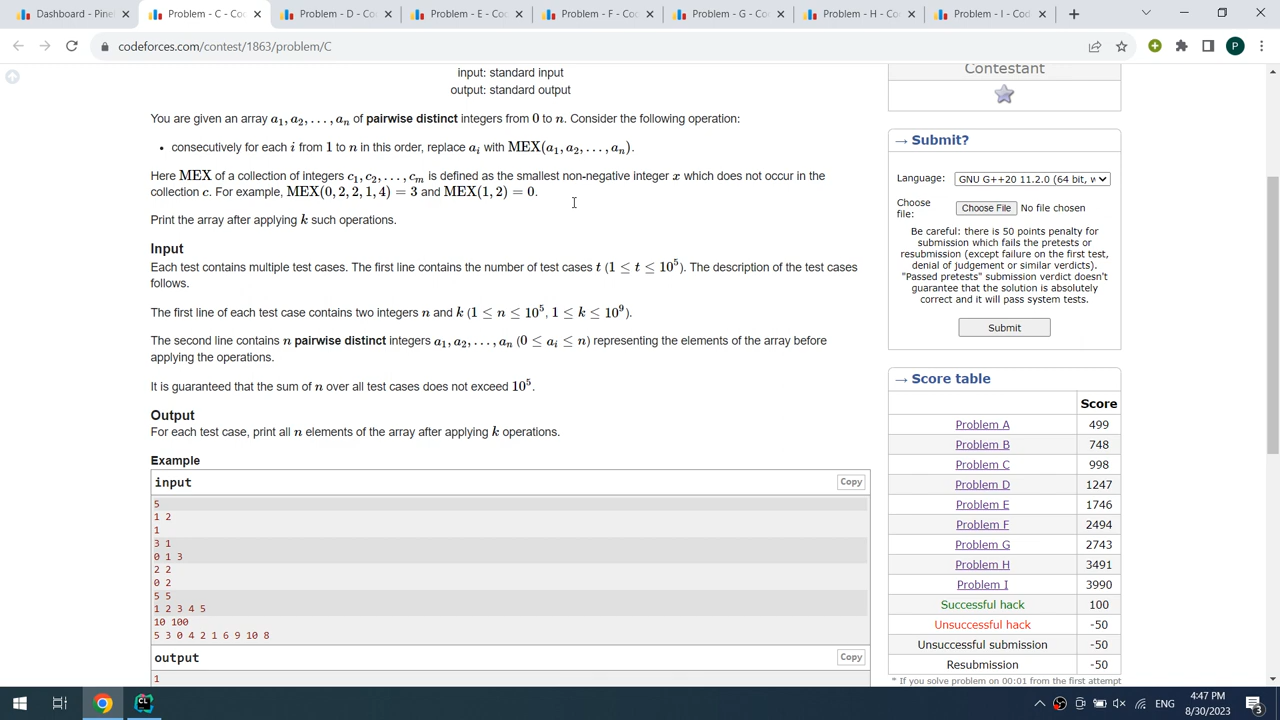 Dashboard - Pinel
Problem - C - Coc
Problem - D - Coc
Problem - E - Coc
Problem - F - Coc
Problem - G - Coc
Problem - H - Coc
Problem - I - Cod
codeforces.com/contest/1863/problem/C
P
input: standard input
output: standard output
You are given an array a1, a2, . . . , an of pairwise distinct integers from 0 to n. Consider the following operation:
• consecutively for each i from 1 to n in this order, replace ai with MEX(a1, a2, . . . , an).
Here MEX of a collection of integers c1, c2, . . . , cm is defined as the smallest non-negative integer x which does not occur in the
collection c. For example, MEX(0, 2, 2, 1, 4) = 3 and MEX(1, 2) = 0.
Print the array after applying k such operations.
Input
Each test contains multiple test cases. The first line contains the number of test cases t (1 ≤ t ≤ 10^5). The description of the test cases
follows.
The first line of each test case contains two integers n and k (1 ≤ n ≤ 10^5, 1 ≤ k ≤ 10^9).
The second line contains n pairwise distinct integers a1, a2, . . . , an (0 ≤ ai ≤ n) representing the elements of the array before
applying the operations.
It is guaranteed that the sum of n over all test cases does not exceed 10^5.
Output
For each test case, print all n elements of the array after applying k operations.
Example
input
Copy
5
1 2
1
3 1
0 1 3
2 2
0 2
5 5
1 2 3 4 5
10 100
5 3 0 4 2 1 6 9 10 8
output
Copy
1
Contestant
→ Submit?
Language: GNU G++20 11.2.0 (64 bit, w
Choose
file:
Choose File No file chosen
Be careful: there is 50 points penalty for
submission which fails the pretests or
resubmission (except failure on the first test,
denial of judgement or similar verdicts).
"Passed pretests" submission verdict doesn't
guarantee that the solution is absolutely
correct and it will pass system tests.
Submit
→ Score table
Score
Problem A 499
Problem B 748
Problem C 998
Problem D 1247
Problem E 1746
Problem F 2494
Problem G 2743
Problem H 3491
Problem I 3990
Successful hack 100
Unsuccessful hack -50
Unsuccessful submission -50
Resubmission -50
* If you solve problem on 00:01 from the first attempt
CL
ENG
4:47 PM
8/30/2023
3